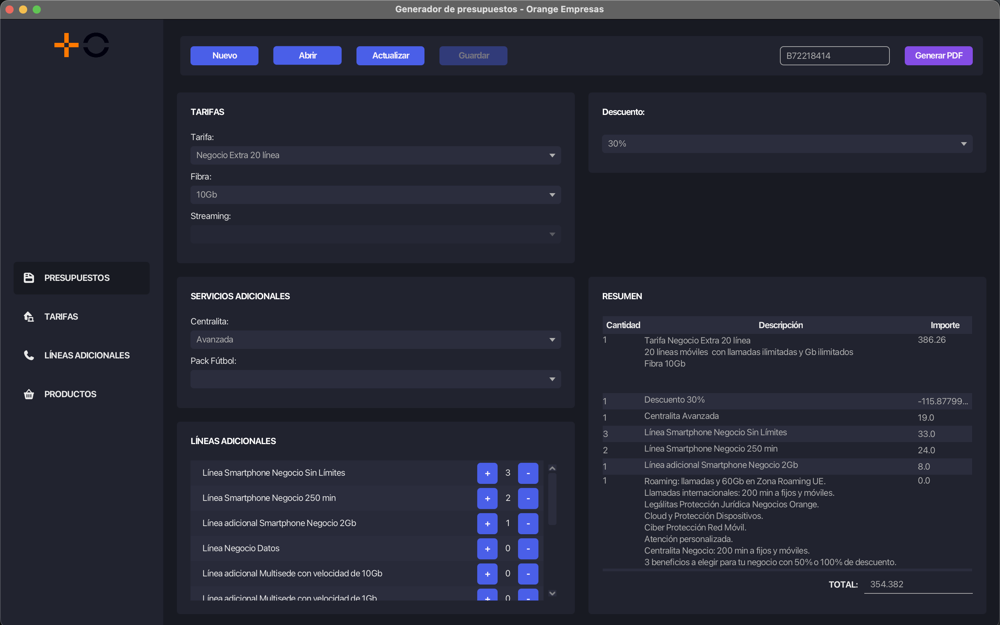 Generador de presupuestos - Orange Empresas
Nuevo
Abrir
Actualizar
Guardar
B72218414
Generar PDF
PRESUPUESTOS
TARIFAS
LÍNEAS ADICIONALES
PRODUCTOS
TARIFAS
Tarifa:
Negocio Extra 20 línea
Fibra:
10Gb
Streaming:
Descuento:
30%
SERVICIOS ADICIONALES
Centralita:
Avanzada
Pack Fútbol:
LÍNEAS ADICIONALES
Línea Smartphone Negocio Sin Límites + 3 -
Línea Smartphone Negocio 250 min + 2 -
Línea adicional Smartphone Negocio 2Gb + 1 -
Línea Negocio Datos + 0 -
Línea adicional Multisede con velocidad de 10Gb + 0 -
Línea adicional Multisede con velocidad de 1Gb + 0 -
RESUMEN
Cantidad Descripción Importe
1 Tarifa Negocio Extra 20 línea 386.26
20 líneas móviles  con llamadas ilimitadas y Gb ilimitados
Fibra 10Gb
1 Descuento 30% -115.87799...
1 Centralita Avanzada 19.0
3 Línea Smartphone Negocio Sin Límites 33.0
2 Línea Smartphone Negocio 250 min 24.0
1 Línea adicional Smartphone Negocio 2Gb 8.0
1 Roaming: llamadas y 60Gb en Zona Roaming UE. 0.0
Llamadas internacionales: 200 min a fijos y móviles.
Legálitas Protección Jurídica Negocios Orange.
Cloud y Protección Dispositivos.
Ciber Protección Red Móvil.
Atención personalizada.
Centralita Negocio: 200 min a fijos y móviles.
3 beneficios a elegir para tu negocio con 50% o 100% de descuento.
TOTAL: 354.382